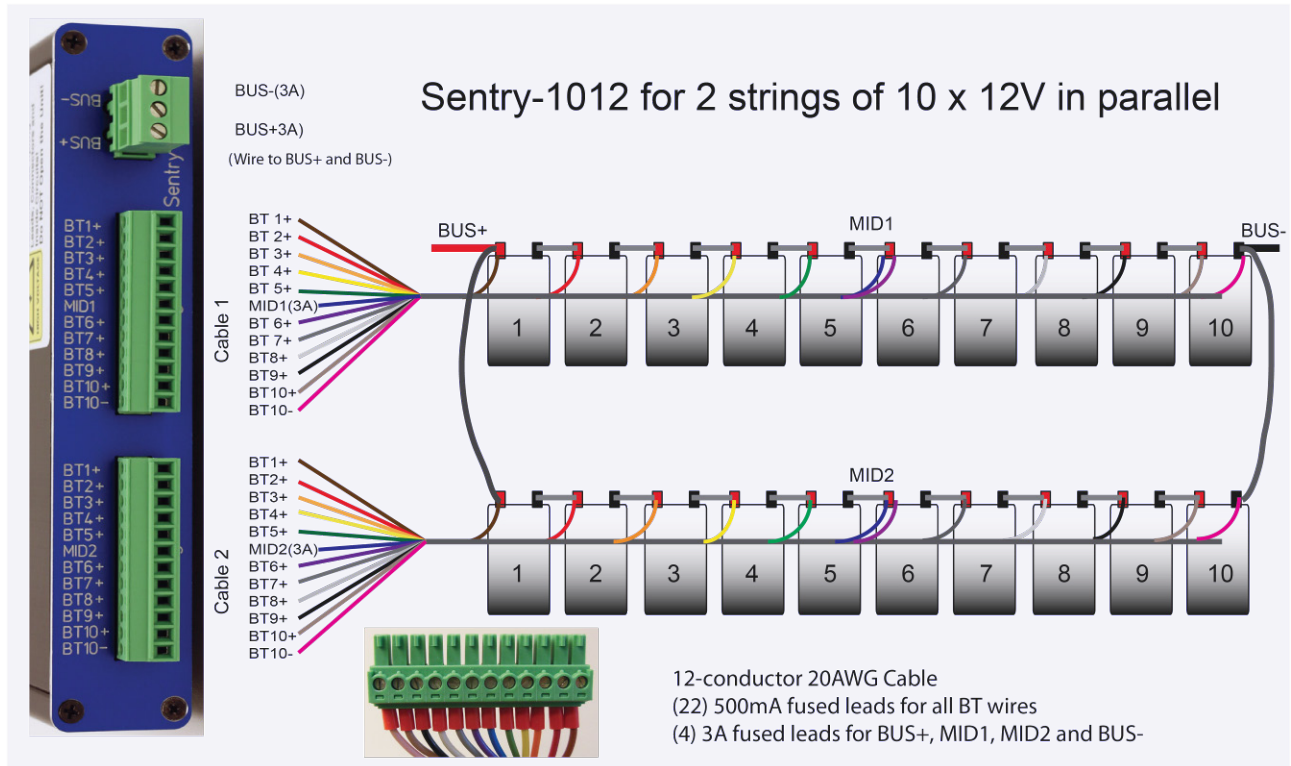 BUS-
BUS+
Sentry
BT1+
BT2+
BT3+
BT4+
BT5+
MID1
BT6+
BT7+
BT8+
BT9+
BT10+
BT10-
BT1+
BT2+
BT3+
BT4+
BT5+
MID2
BT6+
BT7+
BT8+
BT9+
BT10+
BT10-
BUS-(3A)
BUS+3A)
(Wire to BUS+ and BUS-)
Sentry-1012 for 2 strings of 10 x 12V in parallel
Cable 1
BT 1+
BT 2+
BT 3+
BT 4+
BT 5+
MID1(3A)
BT 6+
BT 7+
BT8+
BT9+
BT10+
BT10-
BUS+
MID1
BUS-
1 2 3 4 5 6 7 8 9 10
Cable 2
BT1+
BT2+
BT3+
BT4+
BT5+
MID2(3A)
BT6+
BT7+
BT8+
BT9+
BT10+
BT10-
MID2
1 2 3 4 5 6 7 8 9 10
12-conductor 20AWG Cable
(22) 500mA fused leads for all BT wires
(4) 3A fused leads for BUS+, MID1, MID2 and BUS-